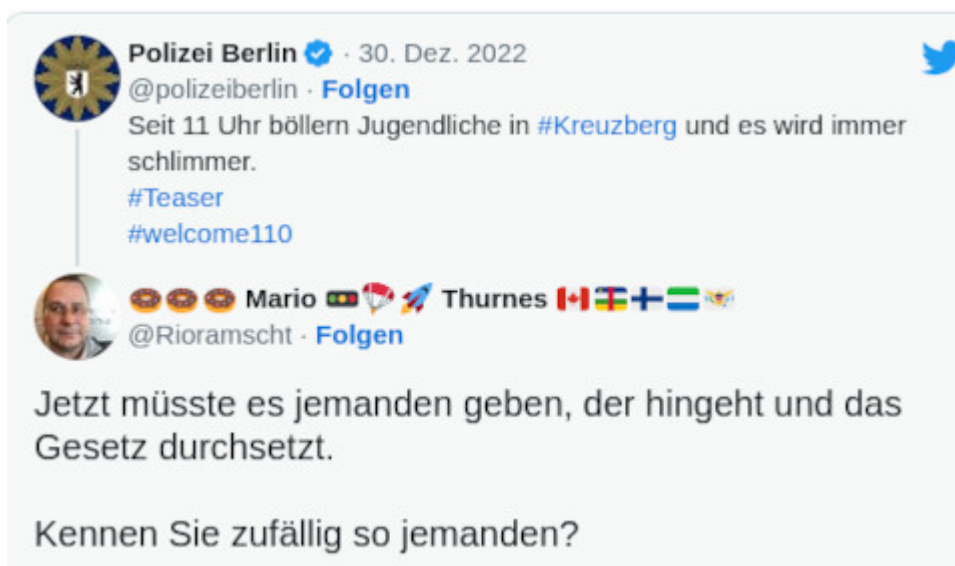 Polizei Berlin · 30. Dez. 2022
@polizeiberlin · Folgen
Seit 11 Uhr böllern Jugendliche in #Kreuzberg und es wird immer
schlimmer.
#Teaser
#welcome110
🍩🍩🍩 Mario 🚥🪂🚀 Thurnes 🇨🇦🇨🇫🇫🇮🇸🇱🇻🇮
@Rioramscht · Folgen
Jetzt müsste es jemanden geben, der hingeht und das
Gesetz durchsetzt.
Kennen Sie zufällig so jemanden?